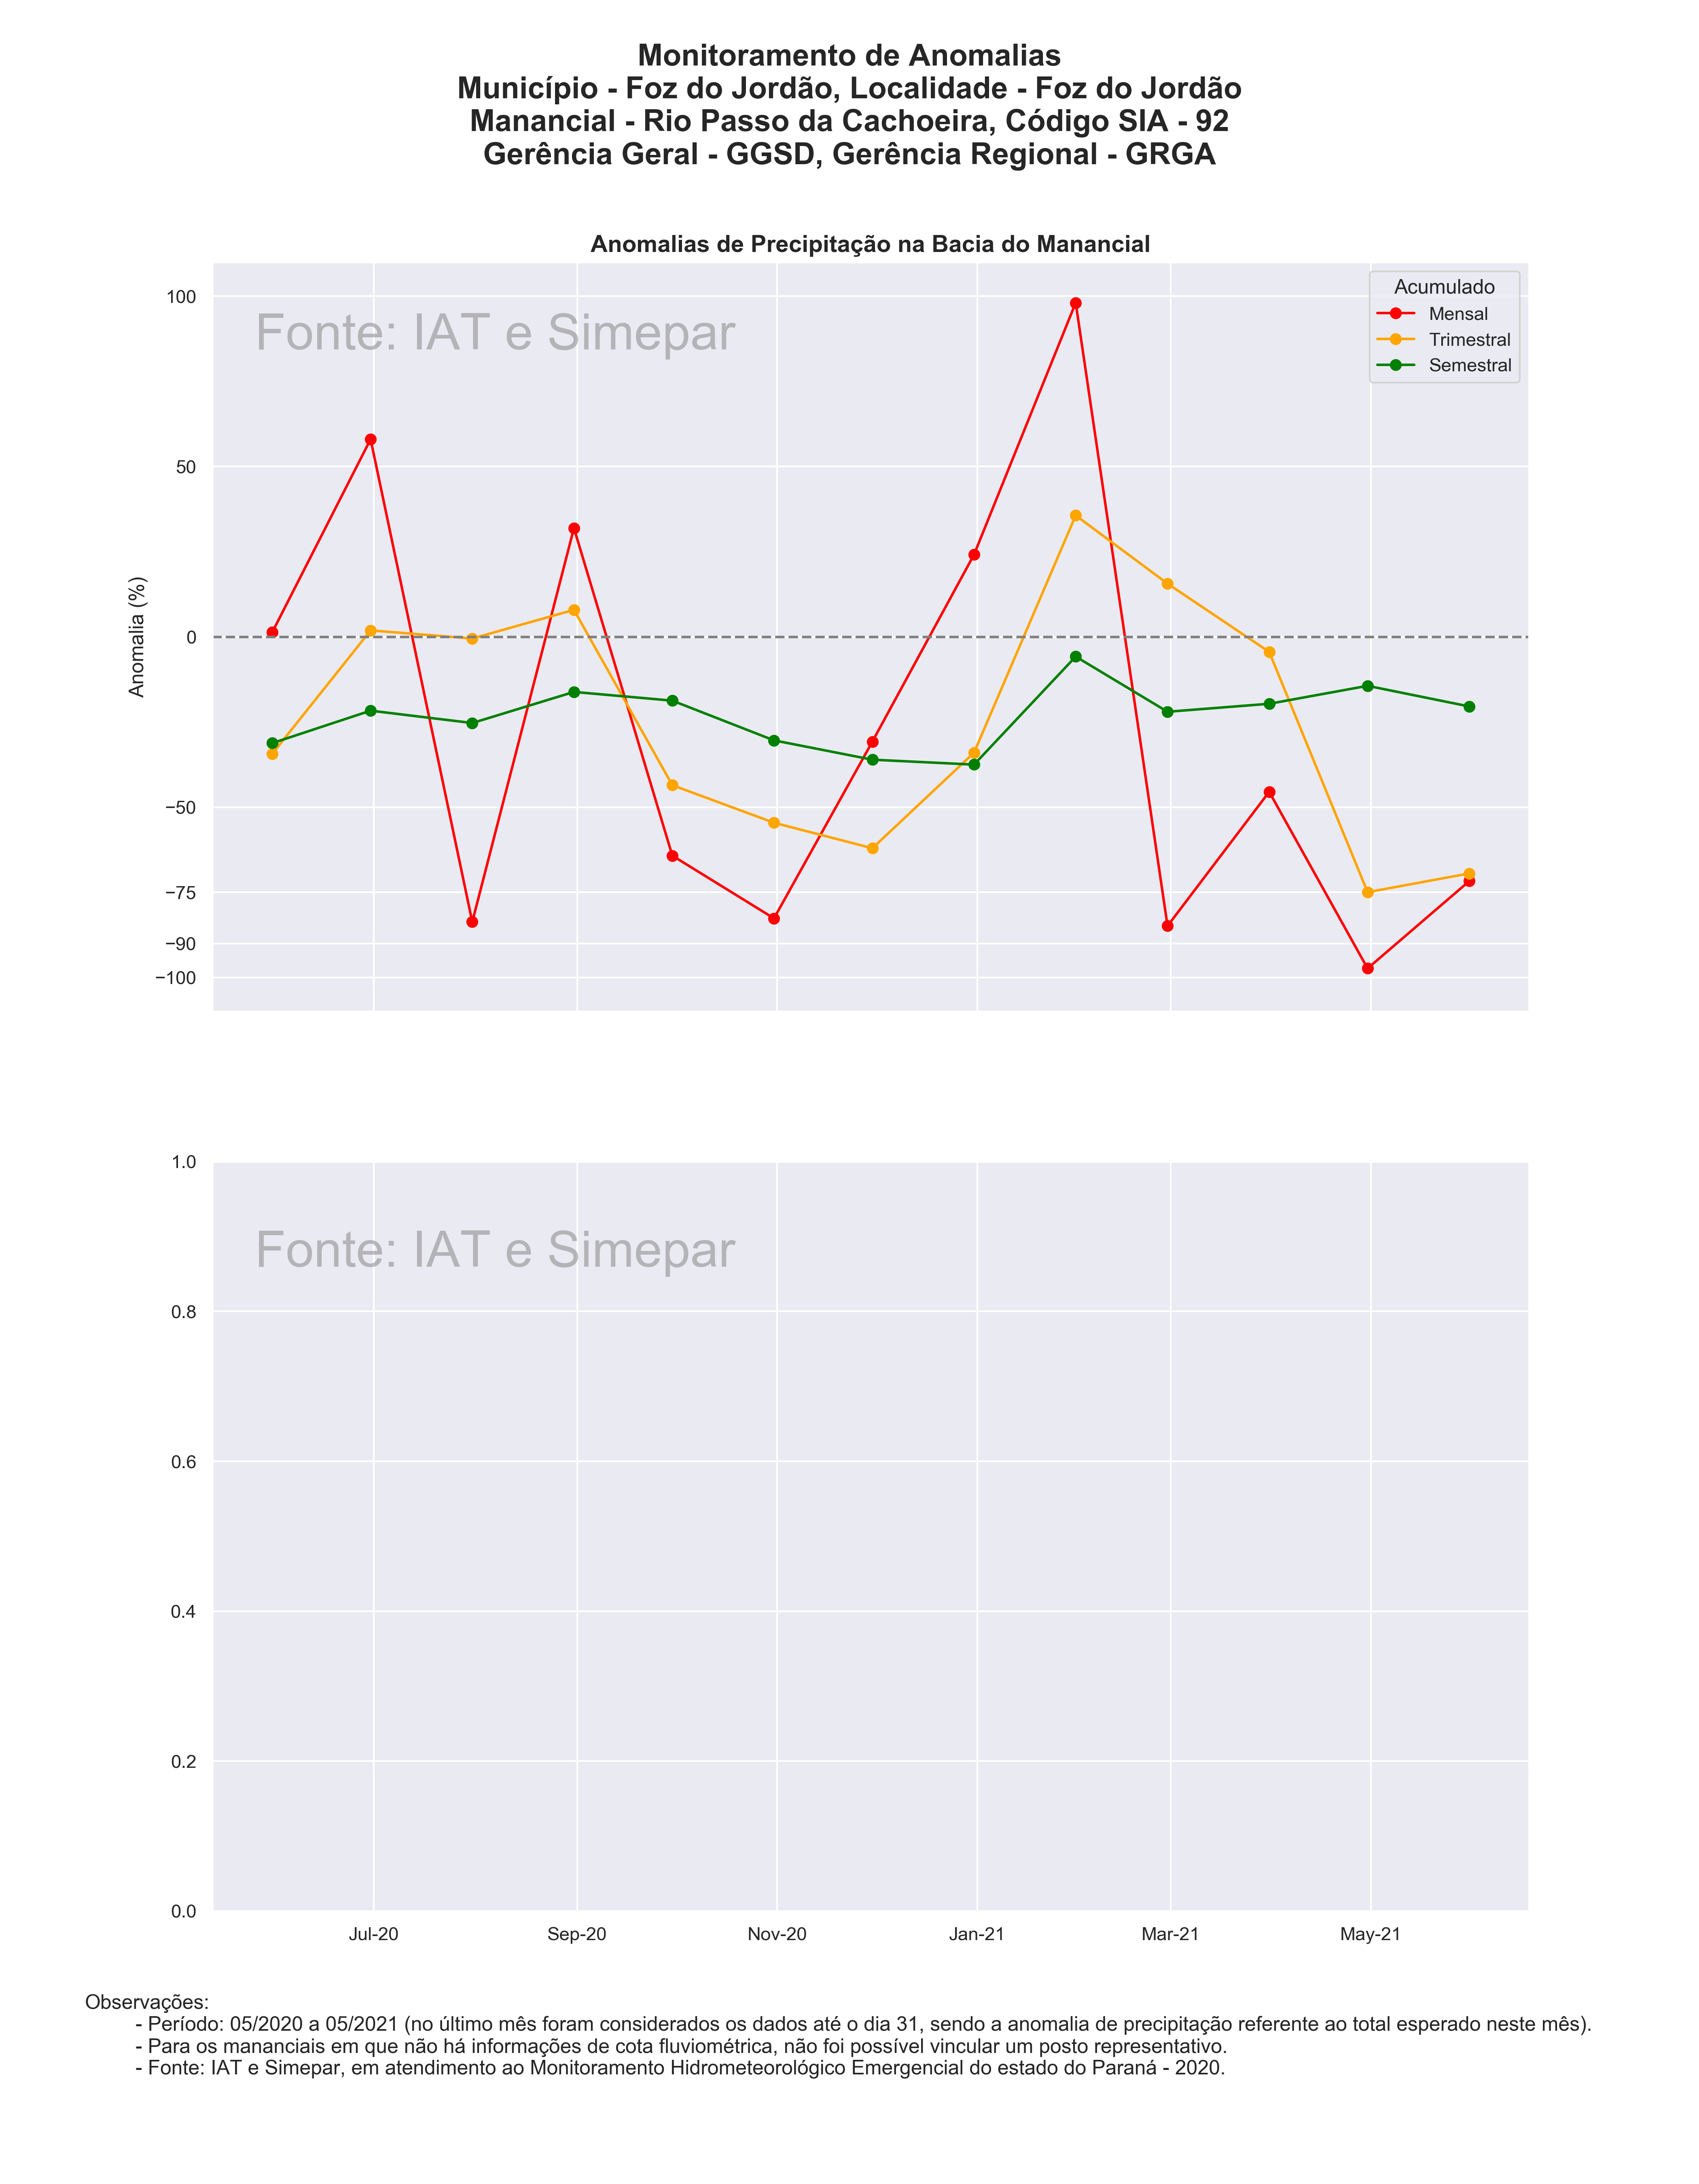 Monitoramento de Anomalias
Município - Foz do Jordão, Localidade - Foz do Jordão
Manancial - Rio Passo da Cachoeira, Código SIA - 92
Gerência Geral - GGSD, Gerência Regional - GRGA
Anomalias de Precipitação na Bacia do Manancial
Fonte: IAT e Simepar
Acumulado
Mensal
Trimestral
Semestral
Anomalia (%)
100
50
0
−50
−75
−90
−100
Fonte: IAT e Simepar
1.0
0.8
0.6
0.4
0.2
0.0
Jul-20 Sep-20 Nov-20 Jan-21 Mar-21 May-21
Observações:
- Período: 05/2020 a 05/2021 (no último mês foram considerados os dados até o dia 31, sendo a anomalia de precipitação referente ao total esperado neste mês).
- Para os mananciais em que não há informações de cota fluviométrica, não foi possível vincular um posto representativo.
- Fonte: IAT e Simepar, em atendimento ao Monitoramento Hidrometeorológico Emergencial do estado do Paraná - 2020.